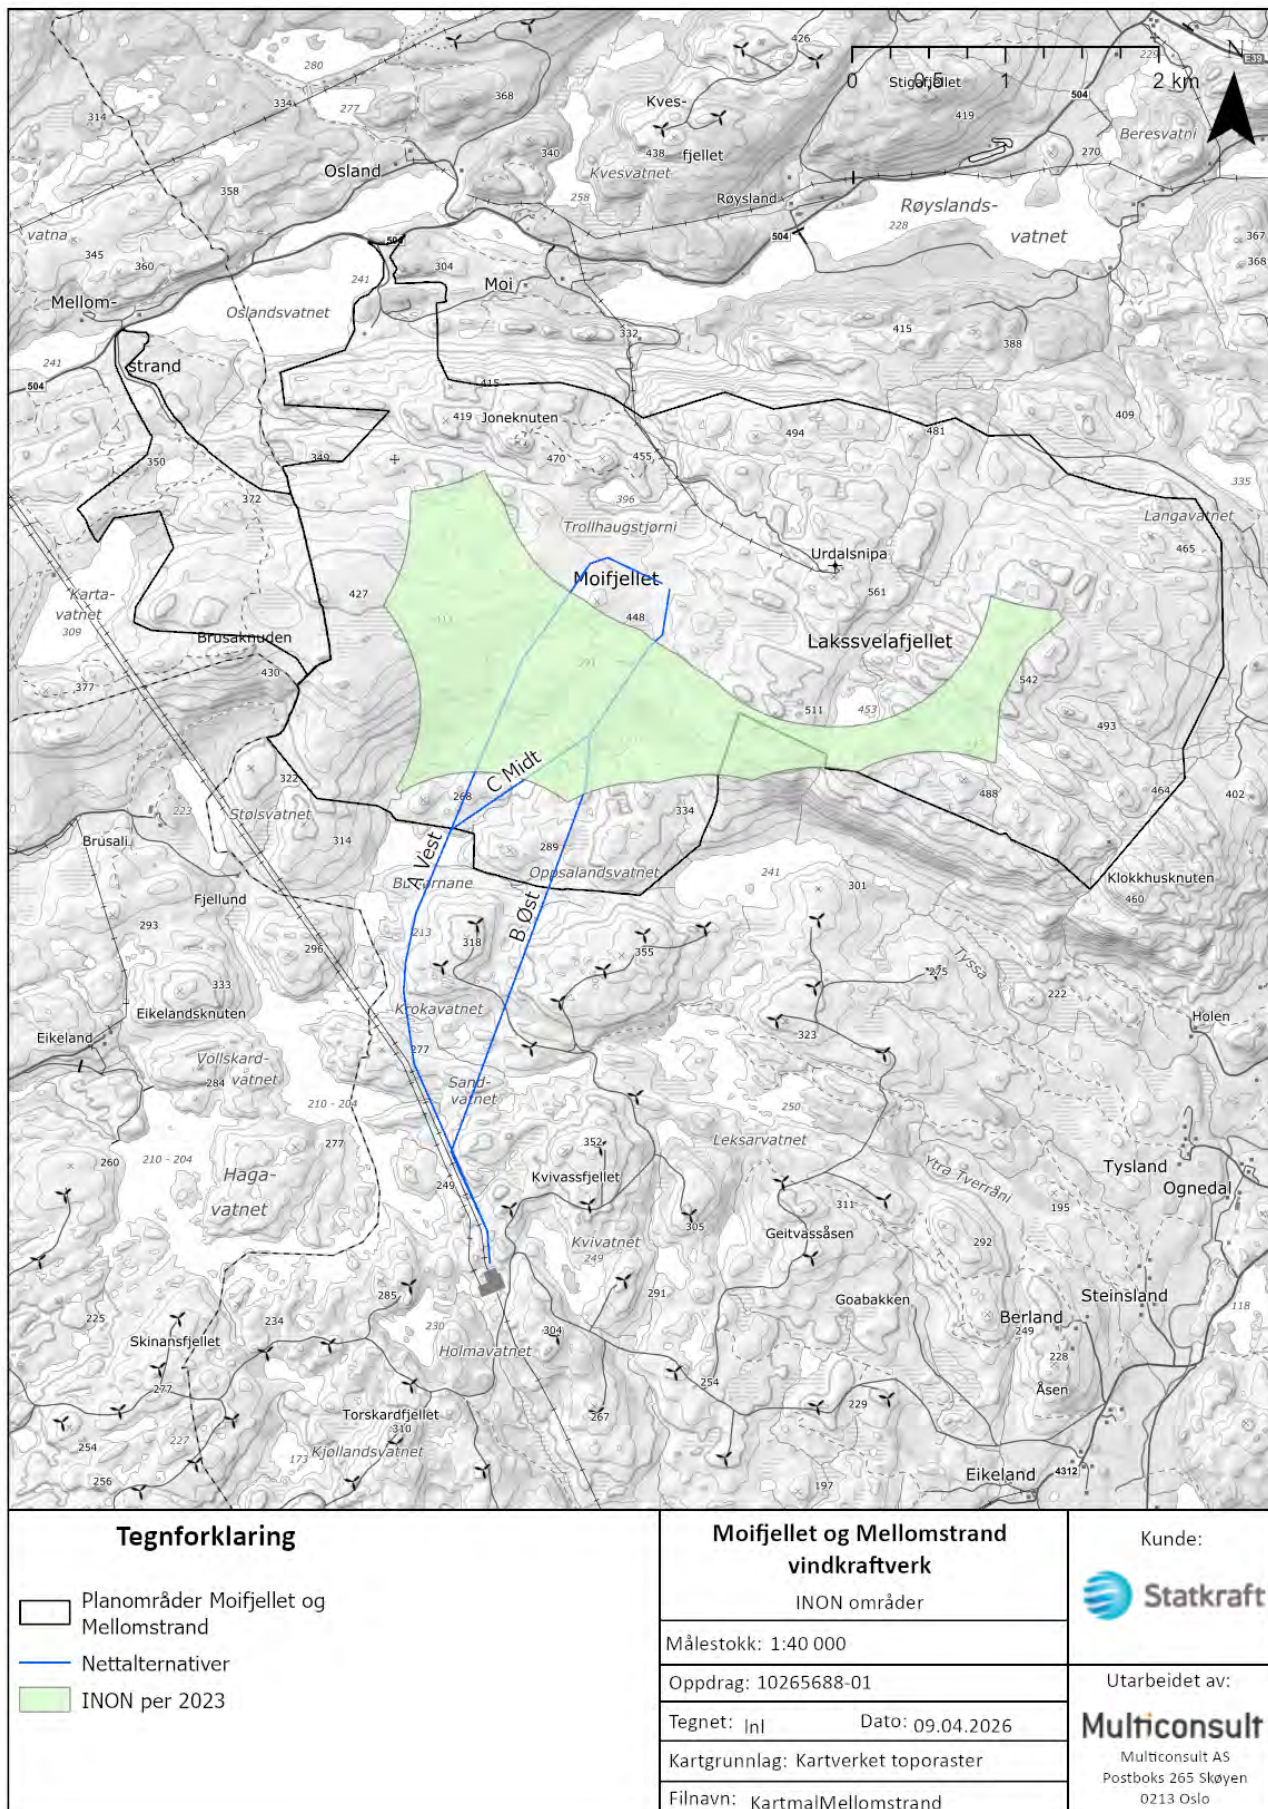 280
426
N
E39
229
0
0,5
1
2 km
Stigafjellet
504
334
277
368
Kves-
419
Beresvatni
314
438
fjellet
340
270
Osland
Kvesvatnet
358
258
Røysland
Røyslands-
vatna
504
504
228
vatnet
367
345
360
241
304
368
Moi
Mellom-
Oslandsvatnet
332
415
388
241
strand
504
415
419
Joneknuten
409
494
481
349
470
455
350
335
372
396
Langavatnet
Trollhaugstjørni
465
Urdalsnipa
Moifjellet
427
561
Karta-
vatnet
448
309
Brusaknuden
Lakssvelafjellet
430
377
542
511
453
493
C Midt
322
268
488
464
402
Stølsvatnet
334
223
Brusali
314
289
A Vest
Oppsalandsvatnet
241
Klokkhusknuten
Fjellund
301
460
B Øst
293
213
318
296
355
Tyssa
275
333
222
Eikelandsknuten
Krokavatnet
Holen
Eikeland
277
323
Vollskard-
vatnet
284
Sand-
vatnet
210 - 204
250
277
352
Leksarvatnet
260
210 - 204
Tysland
Haga-
vatnet
249
Kvivassfjellet
Ytra Tverråni
Ognedal
305
311
195
Geitvassåsen
Kvivatnet
249
292
285
291
Goabakken
Steinsland
118
225
234
Berland
249
Skinansfjellet
230
304
Holmavatnet
228
277
254
Åsen
Torskardfjellet
310
267
229
254
227
173
Kjøllandsvatnet
256
Eikeland
4312
197
Tegnforklaring
Planområder Moifjellet og
Mellomstrand
Nettalternativer
INON per 2023
Moifjellet og Mellomstrand
vindkraftverk
INON områder
Målestokk: 1:40 000
Oppdrag: 10265688-01
Tegnet: Inl Dato: 09.04.2026
Kartgrunnlag: Kartverket toporaster
Filnavn: KartmalMellomstrand
Kunde:
Statkraft
Utarbeidet av:
Multiconsult
Multiconsult AS
Postboks 265 Skøyen
0213 Oslo